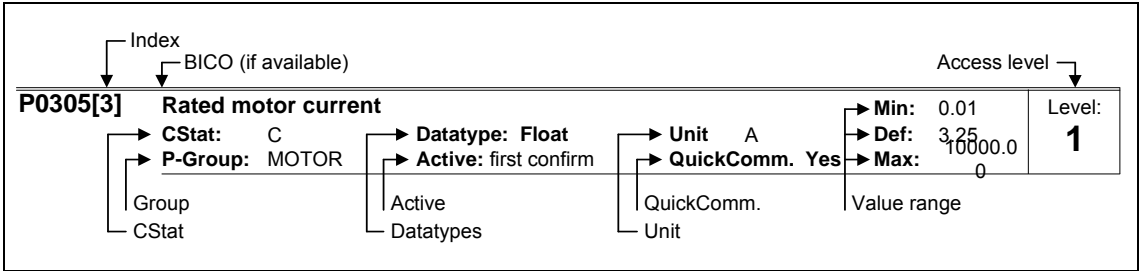 Index
BICO (if available)
Access level
P0305[3] Rated motor current Min: 0.01 Level:
CStat: C Datatype: Float Unit A Def: 3.25 1
P-Group: MOTOR Active: first confirm QuickComm. Yes Max: 10000.0
0
Group Active QuickComm. Value range
CStat Datatypes Unit